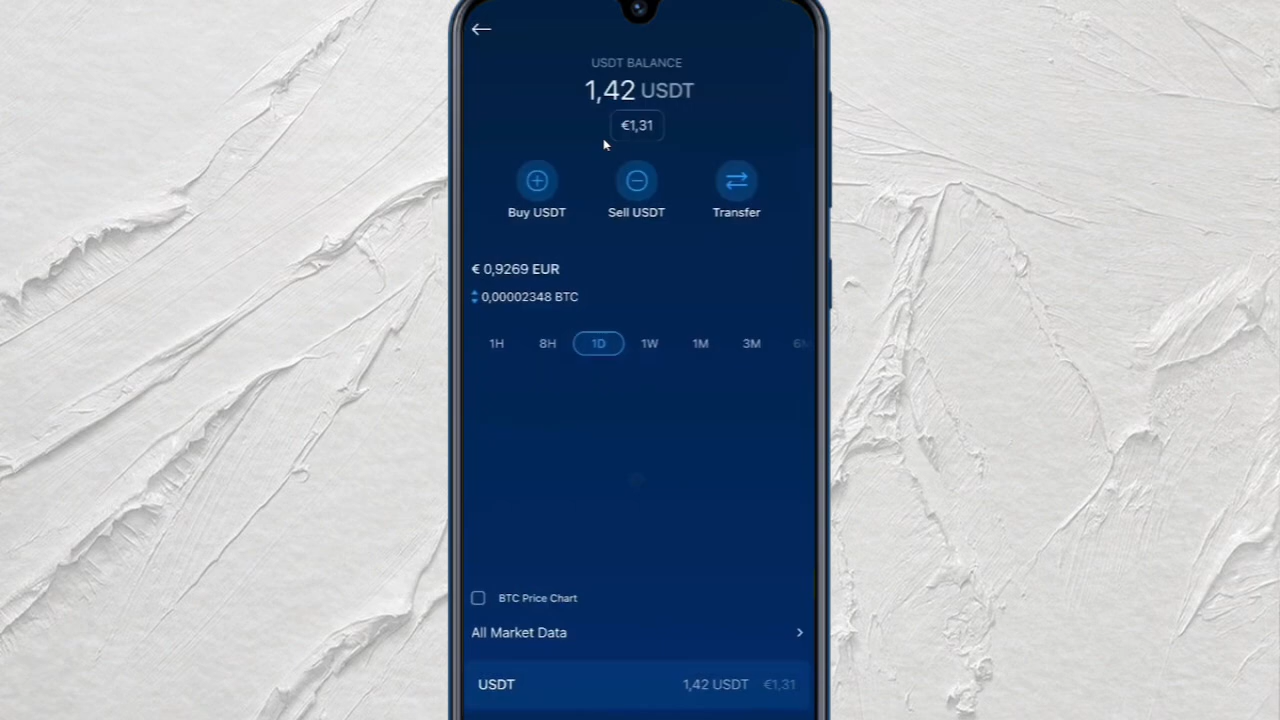 USDT BALANCE
1,42 USDT
€1,31
Buy USDT Sell USDT Transfer
€ 0,9269 EUR
0,00002348 BTC
1H 8H 1D 1W 1M 3M 6M
BTC Price Chart
All Market Data
USDT 1,42 USDT €1,31